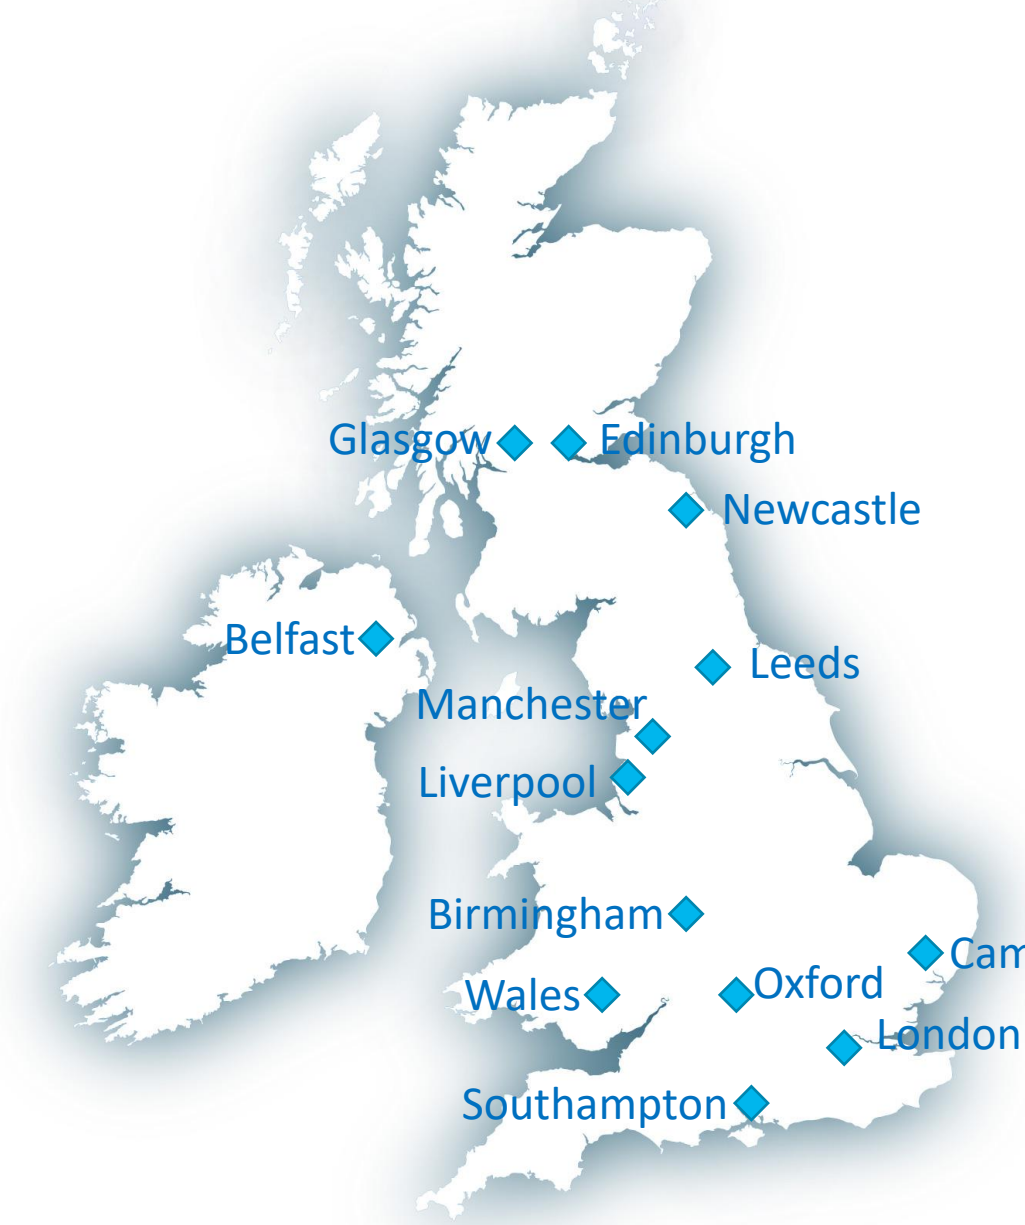 Glasgow
Edinburgh
Newcastle
Belfast
Leeds
Manchester
Liverpool
Birmingham
Cam
Wales
Oxford
London
Southampton